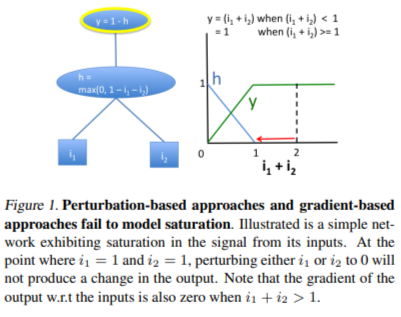 y = 1 - h
h =
max(0, 1 – i₁ – i₂)
i₁
i₂
y = (i₁ + i₂) when (i₁ + i₂) < 1
= 1 when (i₁ + i₂) >= 1
1
h
y
0
1
2
i₁ + i₂
Figure 1. Perturbation-based approaches and gradient-based
approaches fail to model saturation. Illustrated is a simple net-
work exhibiting saturation in the signal from its inputs. At the
point where i₁ = 1 and i₂ = 1, perturbing either i₁ or i₂ to 0 will
not produce a change in the output. Note that the gradient of the
output w.r.t the inputs is also zero when i₁ + i₂ > 1.